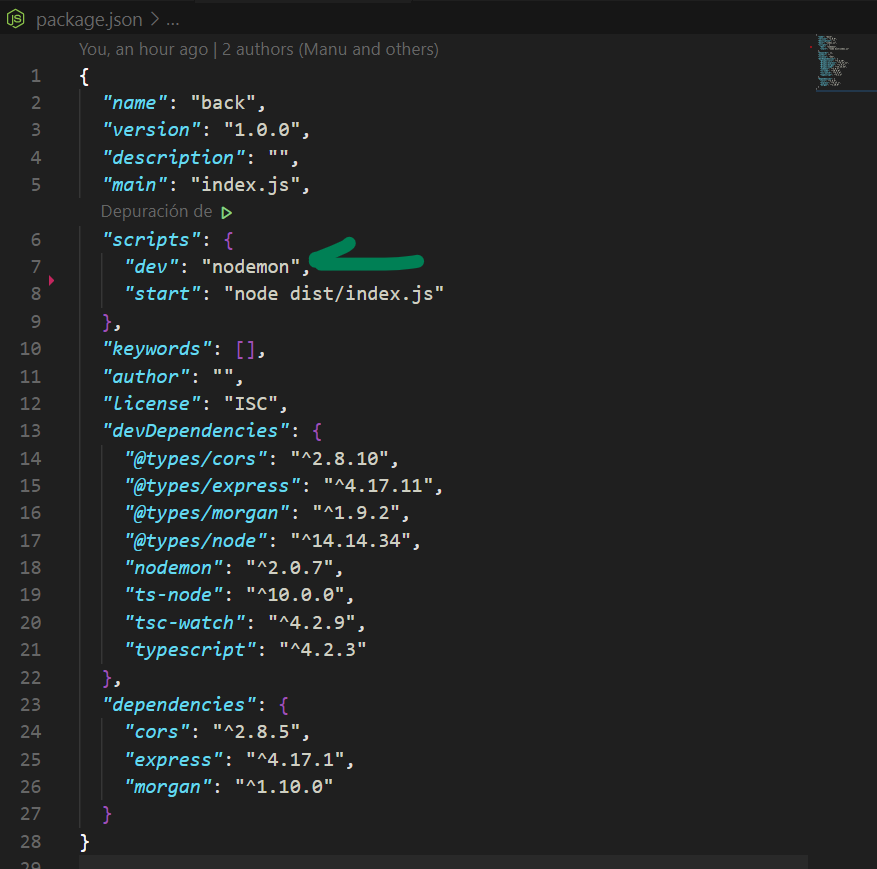 JS package.json > ...
You, an hour ago | 2 authors (Manu and others)
1 {
2 "name": "back",
3 "version": "1.0.0",
4 "description": "",
5 "main": "index.js",
Depuración de
6 "scripts": {
7 "dev": "nodemon",
8 "start": "node dist/index.js"
9 },
10 "keywords": [],
11 "author": "",
12 "license": "ISC",
13 "devDependencies": {
14 "@types/cors": "^2.8.10",
15 "@types/express": "^4.17.11",
16 "@types/morgan": "^1.9.2",
17 "@types/node": "^14.14.34",
18 "nodemon": "^2.0.7",
19 "ts-node": "^10.0.0",
20 "tsc-watch": "^4.2.9",
21 "typescript": "^4.2.3"
22 },
23 "dependencies": {
24 "cors": "^2.8.5",
25 "express": "^4.17.1",
26 "morgan": "^1.10.0"
27 }
28 }
29